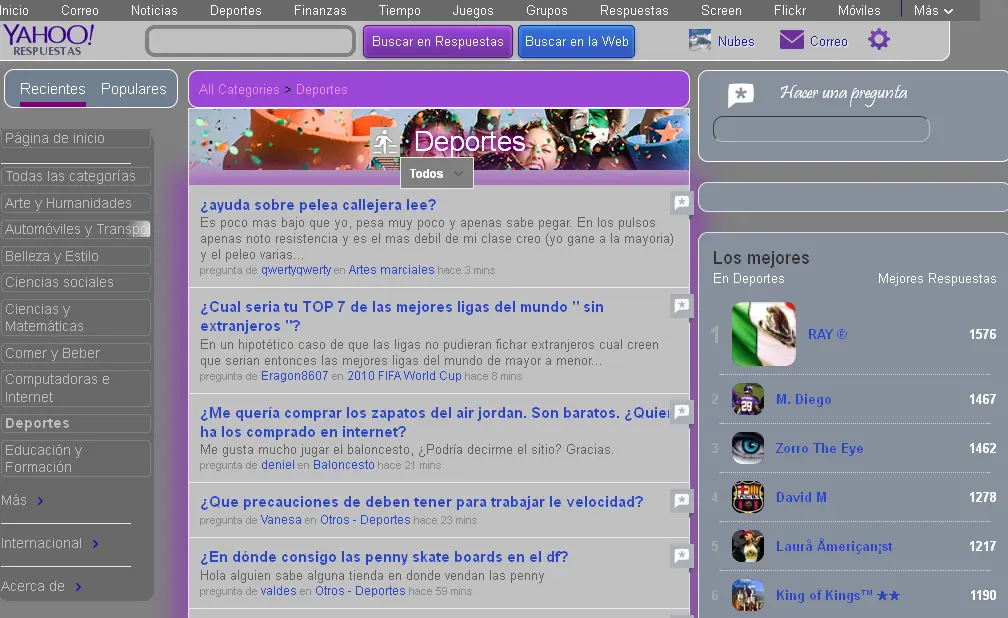 Inicio Correo Noticias Deportes Finanzas Tiempo Juegos Grupos Respuestas Screen Flickr Móviles Más
YAHOO!
RESPUESTAS
Buscar en Respuestas
Buscar en la Web
Nubes
Correo
Recientes Populares
Página de inicio
Todas las categorías
Arte y Humanidades
Automóviles y Transpo
Belleza y Estilo
Ciencias sociales
Ciencias y
Matemáticas
Comer y Beber
Computadoras e
Internet
Deportes
Educación y
Formación
Más >
Internacional >
Acerca de >
All Categories > Deportes
Deportes
Todos
¿ayuda sobre pelea callejera lee?
Es poco mas bajo que yo, pesa muy poco y apenas sabe pegar. En los pulsos
apenas noto resistencia y es el mas debil de mi clase creo (yo gane a la mayoria)
y el peleo varias...
pregunta de qwertyqwerty en Artes marciales hace 3 mins
¿Cual seria tu TOP 7 de las mejores ligas del mundo " sin
extranjeros "?
En un hipotético caso de que las ligas no pudieran fichar extranjeros cual creen
que serian entonces las mejores ligas del mundo de mayor a menor...
pregunta de Eragon8607 en 2010 FIFA World Cup hace 8 mins
¿Me quería comprar los zapatos del air jordan. Son baratos. ¿Quier
ha los comprado en internet?
Me gusta mucho jugar el baloncesto, ¿Podría decirme el sitio? Gracias.
pregunta de deniel en Baloncesto hace 21 mins
¿Que precauciones de deben tener para trabajar le velocidad?
pregunta de Vanesa en Otros - Deportes hace 23 mins
¿En dónde consigo las penny skate boards en el df?
Hola alguien sabe alguna tienda en donde vendan las penny
pregunta de valdes en Otros - Deportes hace 59 mins
Hacer una pregunta
Los mejores
En Deportes Mejores Respuestas
1 RAY ® 1576
2 M. Diego 1467
3 Zorro The Eye 1462
4 David M 1278
5 Laurå Åmeriçan¡st 1217
6 King of Kings™ ★★ 1190